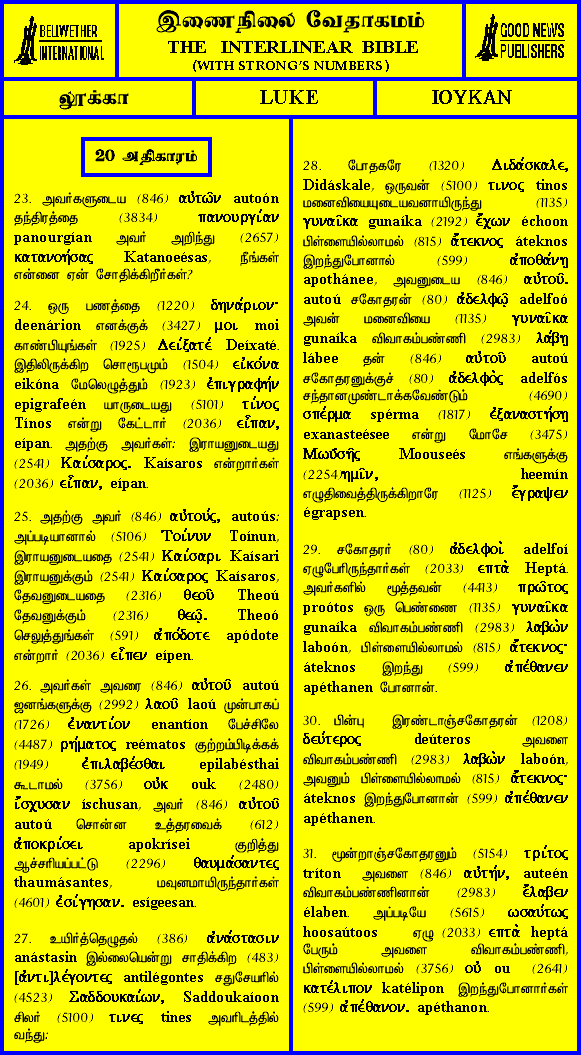 BELLWETHER
INTERNATIONAL
இணைநிலை வேதாகமம்
THE INTERLINEAR BIBLE
(WITH STRONG'S NUMBERS)
GOOD NEWS
PUBLISHERS
லூக்கா
LUKE
ΙΟΥΚΑΝ
20 அதிகாரம்
23. அவர்களுடைய (846) αὐτῶν autoón
தந்திரத்தை (3834) πανουργίαν
panourgían அவர் அறிந்து (2657)
κατανοήσας Katanoeésas, நீங்கள்
என்னை ஏன் சோதிக்கிறீர்கள்?
24. ஒரு பணத்தை (1220) δηνάριον·
deenárion எனக்குக் (3427) μοι moi
காண்பியுங்கள் (1925) Δείξατέ Deíxaté.
இதிலிருக்கிற சொரூபமும் (1504) εἰκόνα
eikóna மேலெழுத்தும் (1923) ἐπιγραφήν
epigrafeén யாருடையது (5101) τίνος
Tínos என்று கேட்டார் (2036) εἶπαν,
eípan. அதற்கு அவர்கள்: இராயனுடையது
(2541) Καίσαρος. Kaísaros என்றார்கள்
(2036) εἶπαν, eípan.
25. அதற்கு அவர் (846) αὐτούς, autoús:
அப்படியானால் (5106) Τοίνυν Toínun,
இராயனுடையதை (2541) Καίσαρι Kaísari
இராயனுக்கும் (2541) Καίσαρος Kaísaros,
தேவனுடையதை (2316) θεοῦ Theoú
தேவனுக்கும் (2316) θεῷ. Theoó
செலுத்துங்கள் (591) ἀπόδοτε apódote
என்றார் (2036) εἶπεν eípen.
26. அவர்கள் அவரை (846) αὐτοῦ autoú
ஜனங்களுக்கு (2992) λαοῦ laoú முன்பாகப்
(1726) ἐναντίον enantíon பேச்சிலே
(4487) ρήματος reématos குற்றம்பிடிக்கக்
(1949) ἐπιλαβέσθαι epilabésthai
கூடாமல் (3756) οὐκ ouk (2480)
ἴσχυσαν íschusan, அவர் (846) αὐτοῦ
autoú சொன்ன உத்தரவைக் (612)
ἀποκρίσει apokrísei குறித்து
ஆச்சரியப்பட்டு (2296) θαυμάσαντες
thaumásantes, மவுனமாயிருந்தார்கள்
(4601) ἐσίγησαν. esígeesan.
27. உயிர்த்தெழுதல் (386) ἀνάστασιν
anástasin இல்லையென்று சாதிக்கிற (483)
[ἀντι]λέγοντες antilégontes சதுசேயரில்
(4523) Σαδδουκαίων, Saddoukaíoon
சிலர் (5100) τινες tines அவரிடத்தில்
வந்து:
28. போதகரே (1320) Διδάσκαλε,
Didáskale, ஒருவன் (5100) τινος tinos
மனைவியையுடையவனாயிருந்து (1135)
γυναῖκα gunaíka (2192) ἔχων échoon
பிள்ளையில்லாமல் (815) ἄτεκνος áteknos
இறந்துபோனால் (599) ἀποθάνῃ
apothánee, அவனுடைய (846) αὐτοῦ.
autoú சகோதரன் (80) ἀδελφῷ adelfoó
அவன் மனைவியை (1135) γυναῖκα
gunaíka விவாகம்பண்ணி (2983) λάβῃ
lábee தன் (846) αὐτοῦ autoú
சகோதரனுக்குச் (80) ἀδελφὸς adelfós
சந்தானமுண்டாக்கவேண்டும் (4690)
σπέρμα spérma (1817) ἐξαναστήσῃ
exanasteésee என்று மோசே (3475)
Μωϋσῆς Moouseés எங்களுக்கு
(2254)ἡμῖν, heemín
எழுதிவைத்திருக்கிறாரே (1125) ἔγραψεν
égrapsen.
29. சகோதரர் (80) ἀδελφοὶ adelfoí
ஏழுபேரிருந்தார்கள் (2033) επτὰ Heptá.
அவர்களில் மூத்தவன் (4413) πρῶτος
proótos ஒரு பெண்ணை (1135) γυναῖκα
gunaíka விவாகம்பண்ணி (2983) λαβὼν
laboón, பிள்ளையில்லாமல் (815) ἄτεκνος·
áteknos இறந்து (599) ἀπέθανεν
apéthanen போனான்.
30. பின்பு இரண்டாஞ்சகோதரன் (1208)
δεύτερος deúteros அவளை
விவாகம்பண்ணி (2983) λαβὼν laboón,
அவனும் பிள்ளையில்லாமல் (815) ἄτεκνος·
áteknos இறந்துபோனான் (599) ἀπέθανεν
apéthanen.
31. மூன்றாஞ்சகோதரனும் (5154) τρίτος
tríton அவளை (846) αὐτήν, auteén
விவாகம்பண்ணினான் (2983) ἔλαβεν
élaben. அப்படியே (5615) ωσαύτως
hoosaútoos ஏழு (2033) επτὰ heptá
பேரும் அவளை விவாகம்பண்ணி,
பிள்ளையில்லாமல் (3756) οὐ ou (2641)
κατέλιπον katélipon இறந்துபோனார்கள்
(599) ἀπέθανον. apéthanon.